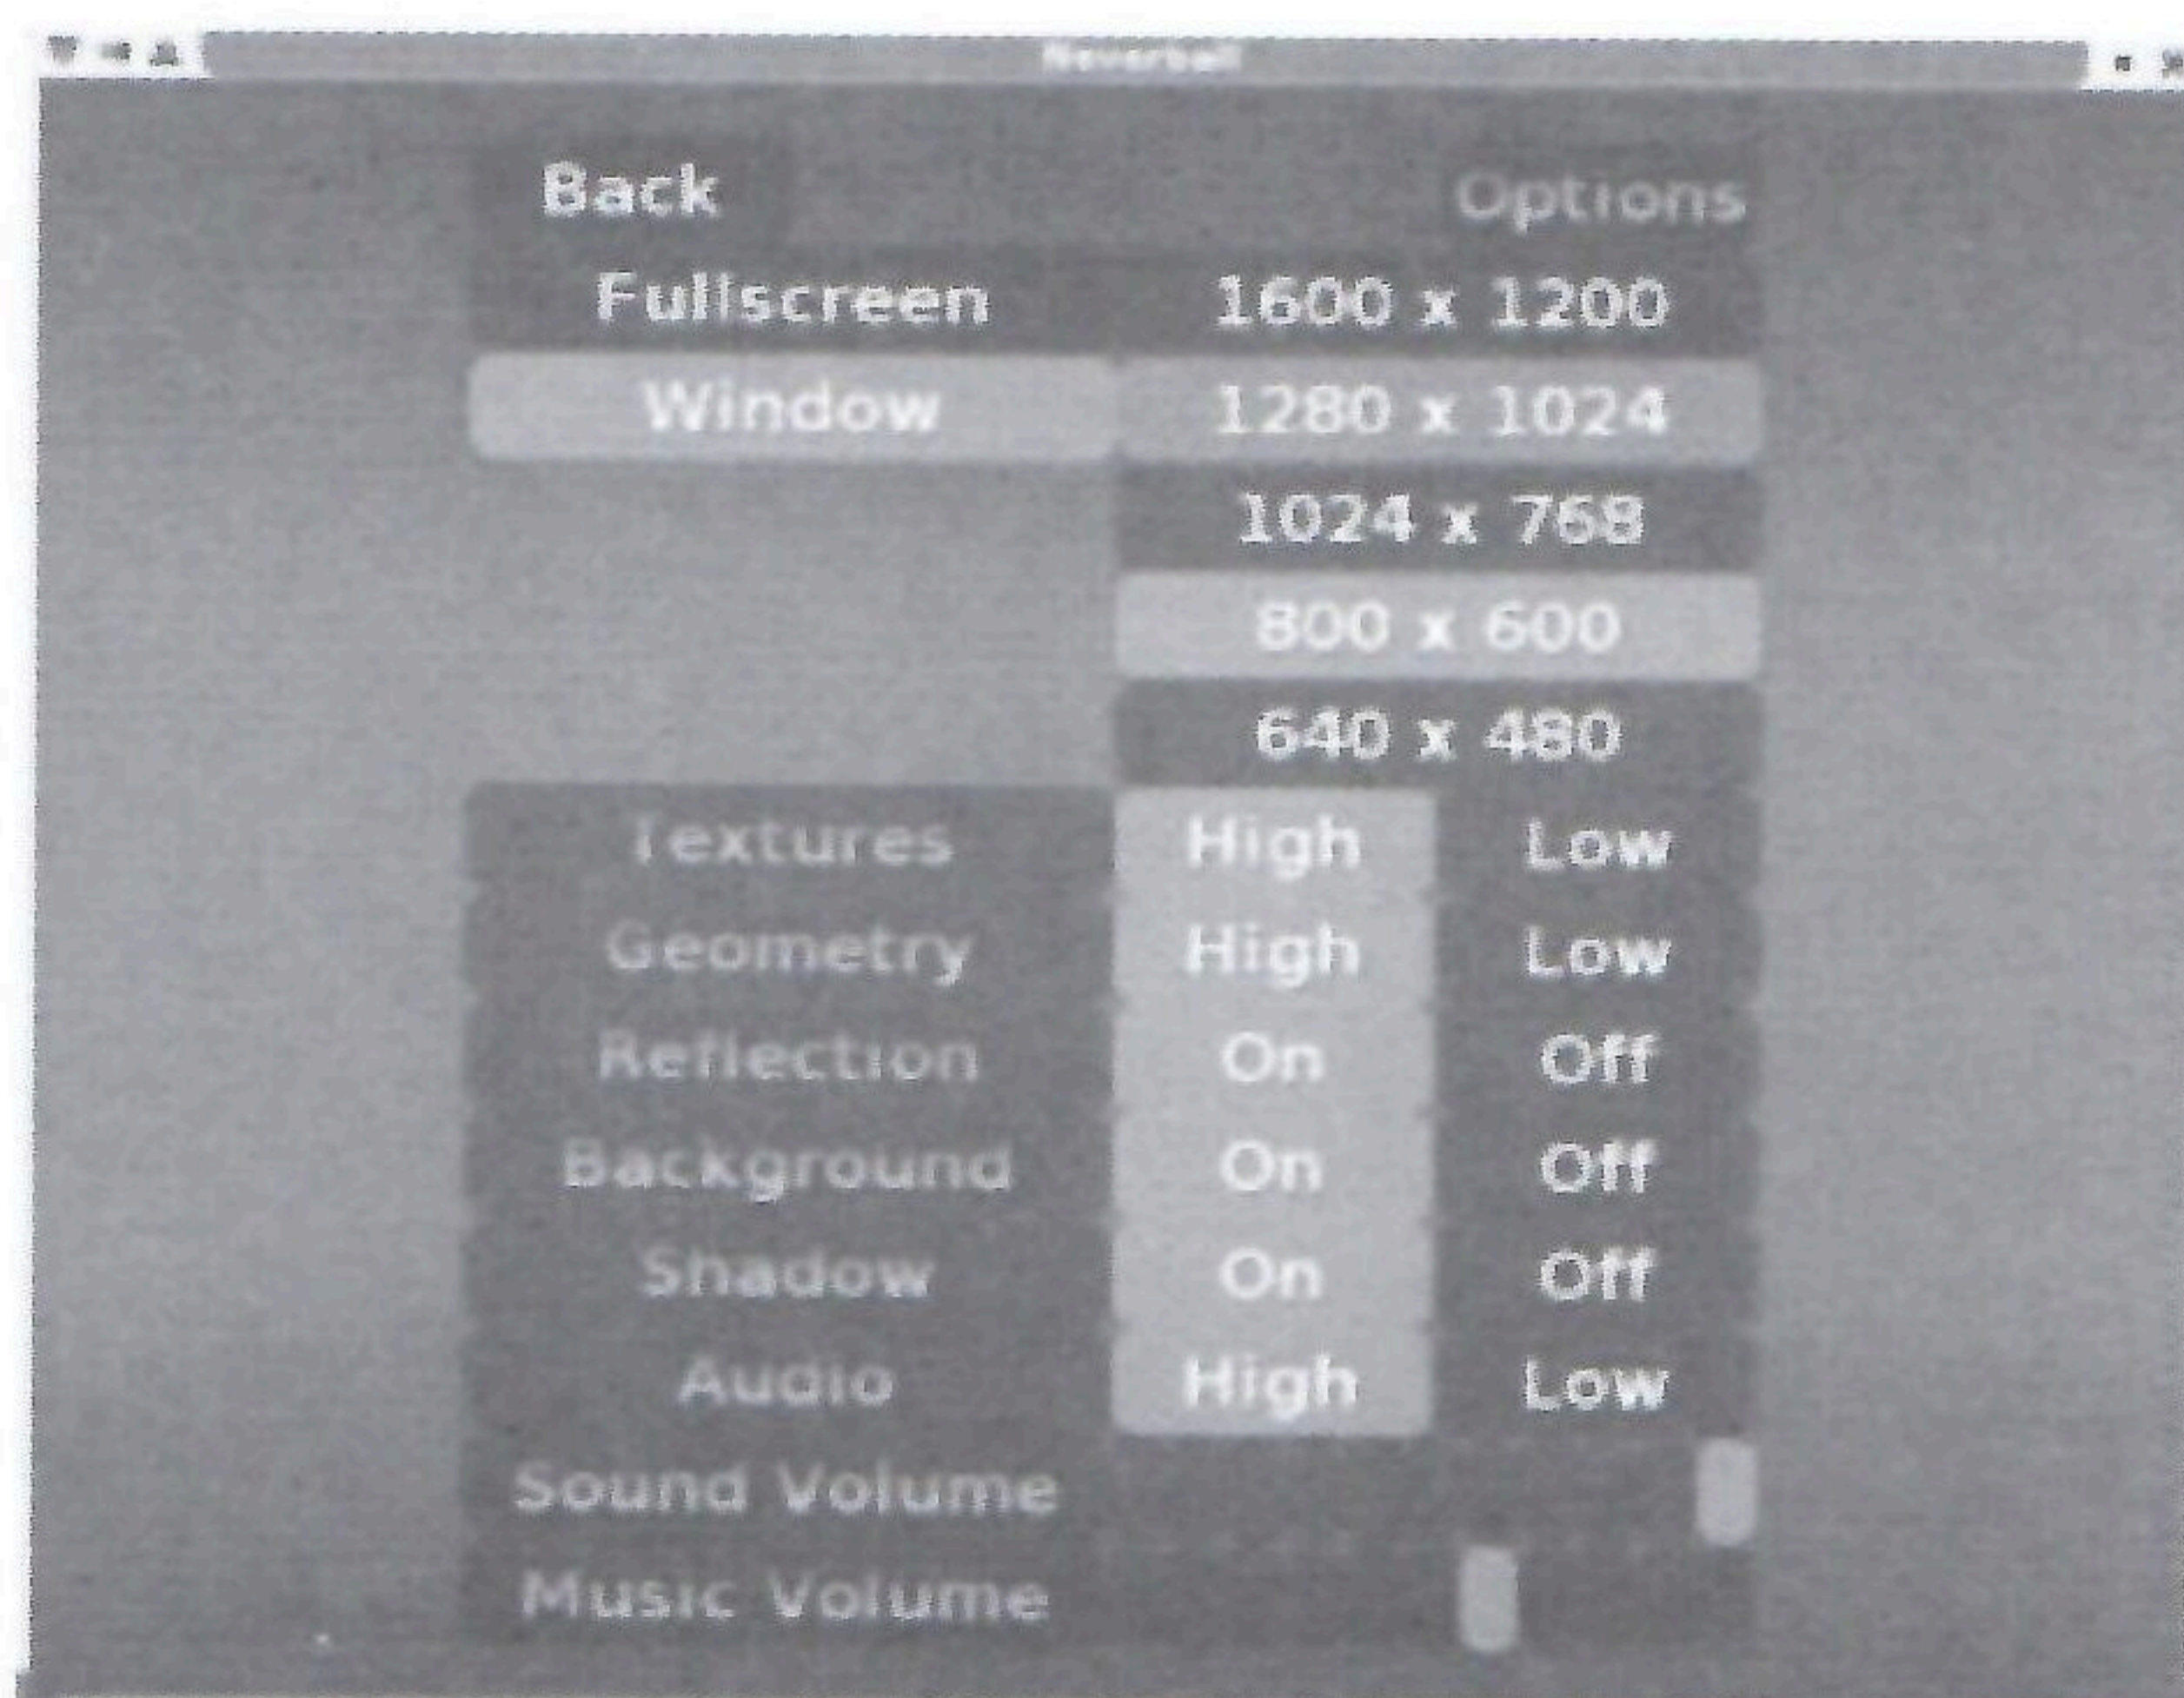 Neverball
Back Options
Fullscreen 1600 x 1200
Window 1280 x 1024
1024 x 768
800 x 600
640 x 480
Textures High Low
Geometry High Low
Reflection On Off
Background On Off
Shadow On Off
Audio High Low
Sound Volume
Music Volume